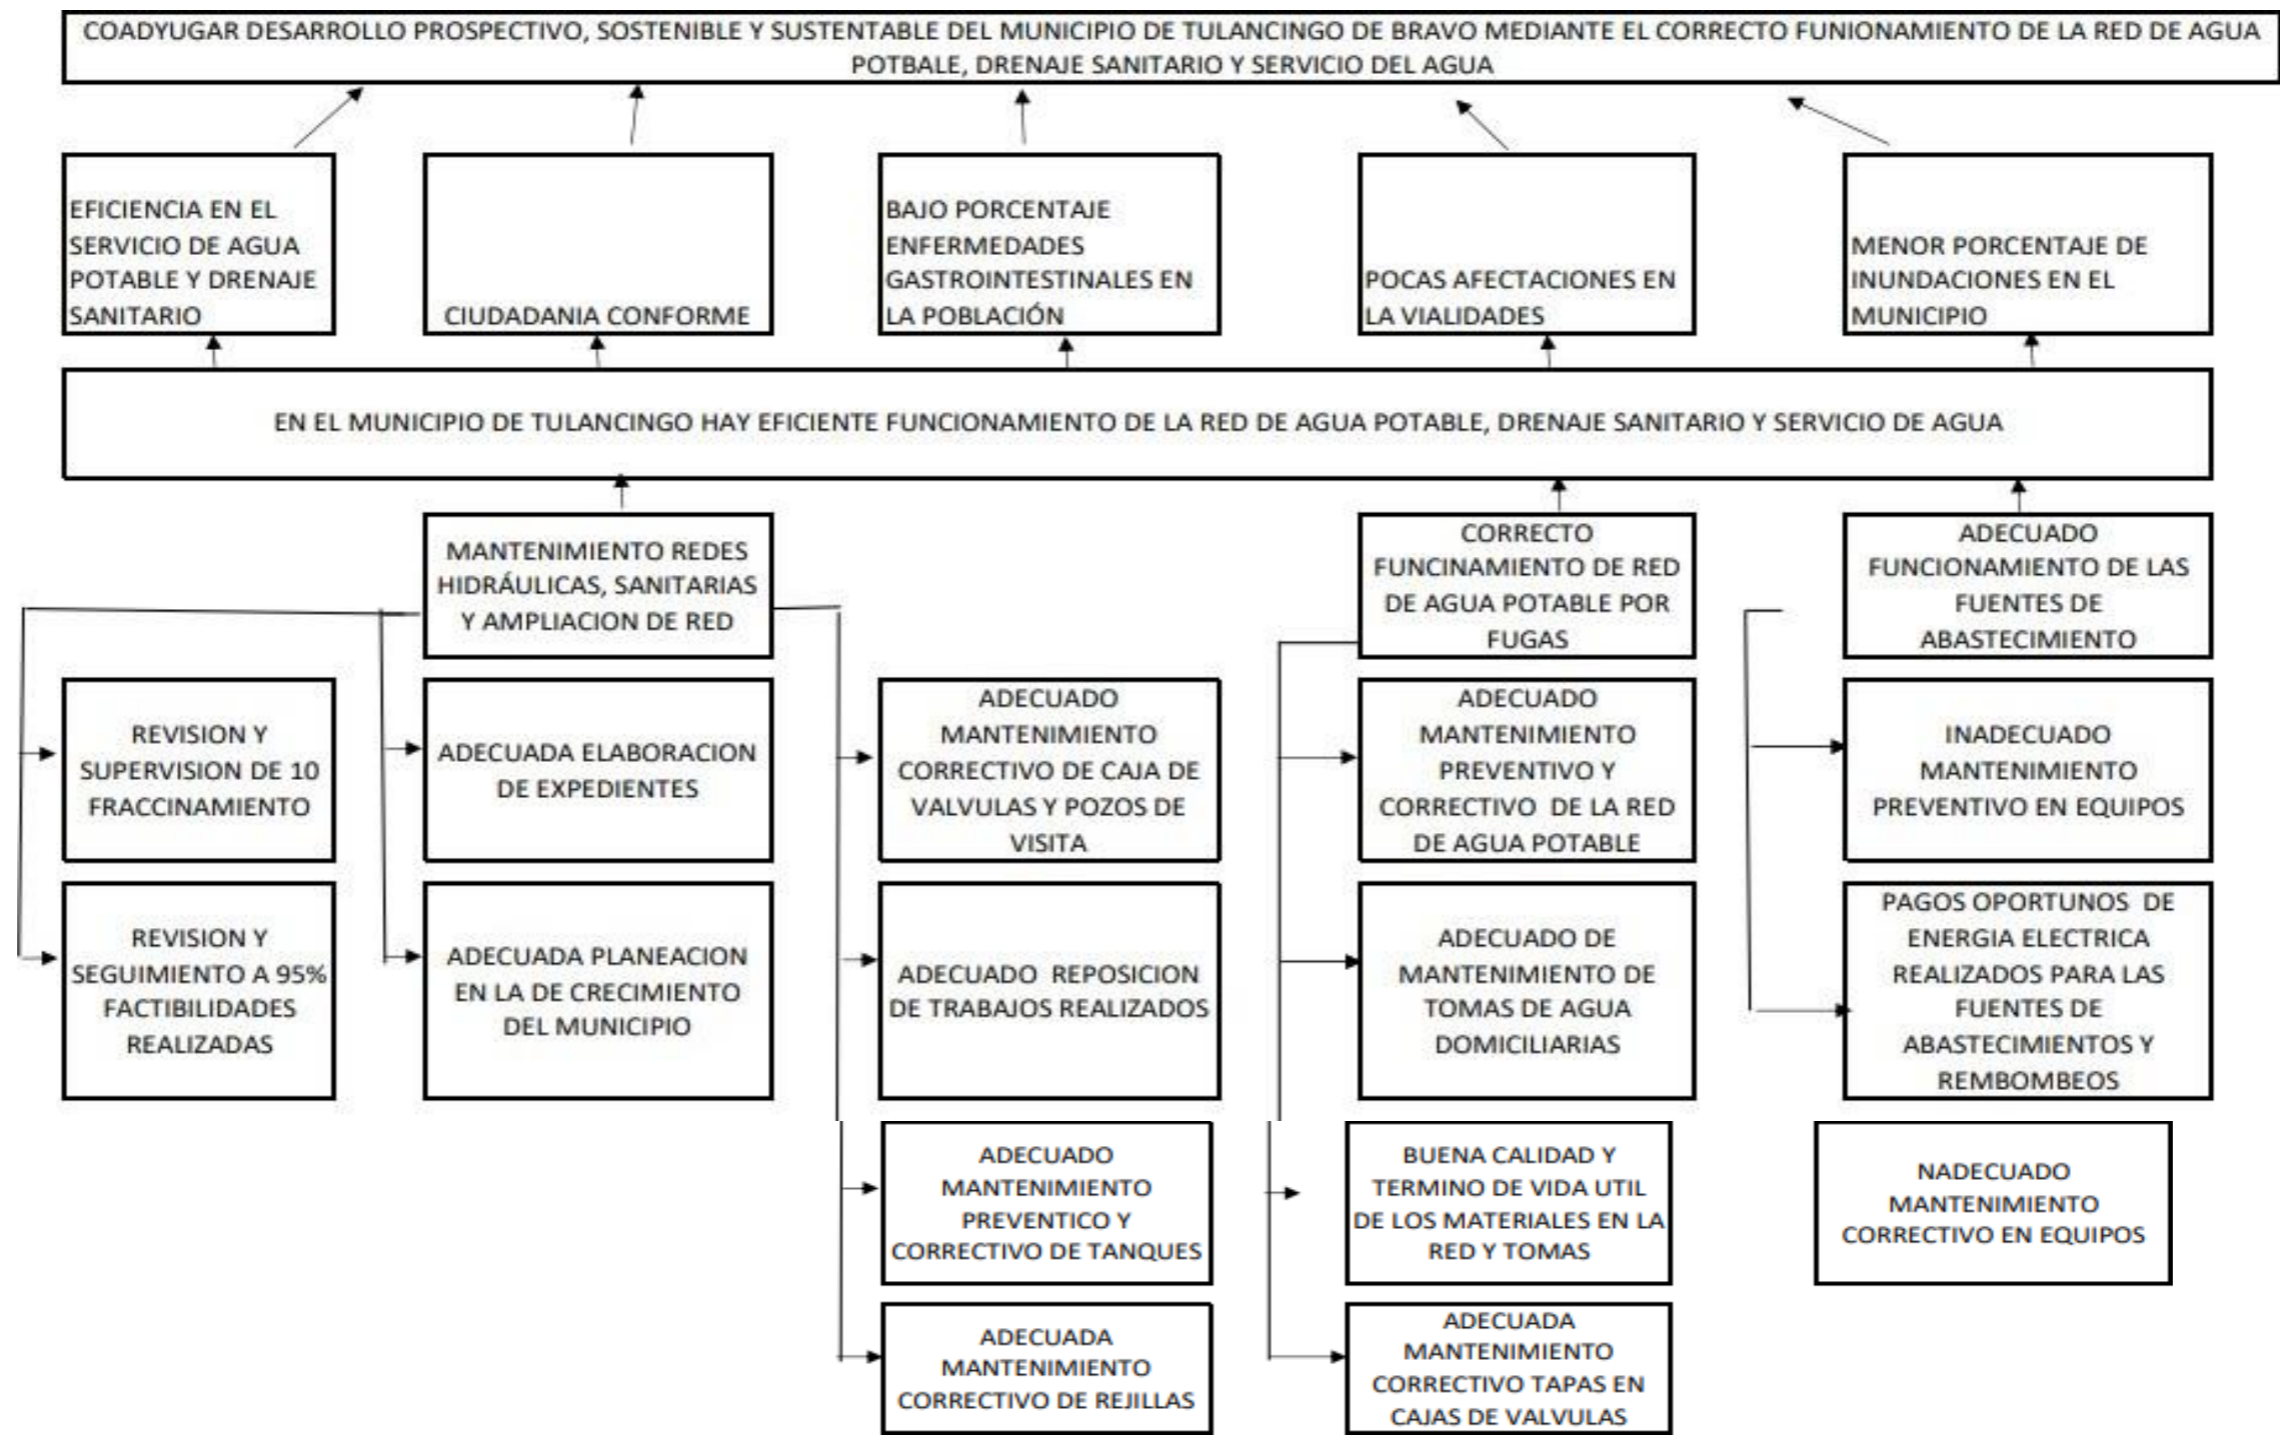 COADYUGAR DESARROLLO PROSPECTIVO, SOSTENIBLE Y SUSTENTABLE DEL MUNICIPIO DE TULANCINGO DE BRAVO MEDIANTE EL CORRECTO FUNIONAMIENTO DE LA RED DE AGUA
POTBALE, DRENAJE SANITARIO Y SERVICIO DEL AGUA
EFICIENCIA EN EL
SERVICIO DE AGUA
POTABLE Y DRENAJE
SANITARIO
CIUDADANIA CONFORME
BAJO PORCENTAJE
ENFERMEDADES
GASTROINTESTINALES EN
LA POBLACIÓN
POCAS AFECTACIONES EN
LA VIALIDADES
MENOR PORCENTAJE DE
INUNDACIONES EN EL
MUNICIPIO
EN EL MUNICIPIO DE TULANCINGO HAY EFICIENTE FUNCIONAMIENTO DE LA RED DE AGUA POTABLE, DRENAJE SANITARIO Y SERVICIO DE AGUA
MANTENIMIENTO REDES
HIDRÁULICAS, SANITARIAS
Y AMPLIACION DE RED
CORRECTO
FUNCINAMIENTO DE RED
DE AGUA POTABLE POR
FUGAS
ADECUADO
FUNCIONAMIENTO DE LAS
FUENTES DE
ABASTECIMIENTO
REVISION Y
SUPERVISION DE 10
FRACCINAMIENTO
ADECUADA ELABORACION
DE EXPEDIENTES
ADECUADO
MANTENIMIENTO
CORRECTIVO DE CAJA DE
VALVULAS Y POZOS DE
VISITA
ADECUADO
MANTENIMIENTO
PREVENTIVO Y
CORRECTIVO DE LA RED
DE AGUA POTABLE
INADECUADO
MANTENIMIENTO
PREVENTIVO EN EQUIPOS
REVISION Y
SEGUIMIENTO A 95%
FACTIBILIDADES
REALIZADAS
ADECUADA PLANEACION
EN LA DE CRECIMIENTO
DEL MUNICIPIO
ADECUADO REPOSICION
DE TRABAJOS REALIZADOS
ADECUADO DE
MANTENIMIENTO DE
TOMAS DE AGUA
DOMICILIARIAS
PAGOS OPORTUNOS DE
ENERGIA ELECTRICA
REALIZADOS PARA LAS
FUENTES DE
ABASTECIMIENTOS Y
REMBOMBEOS
ADECUADO
MANTENIMIENTO
PREVENTICO Y
CORRECTIVO DE TANQUES
BUENA CALIDAD Y
TERMINO DE VIDA UTIL
DE LOS MATERIALES EN LA
RED Y TOMAS
NADECUADO
MANTENIMIENTO
CORRECTIVO EN EQUIPOS
ADECUADA
MANTENIMIENTO
CORRECTIVO DE REJILLAS
ADECUADA
MANTENIMIENTO
CORRECTIVO TAPAS EN
CAJAS DE VALVULAS